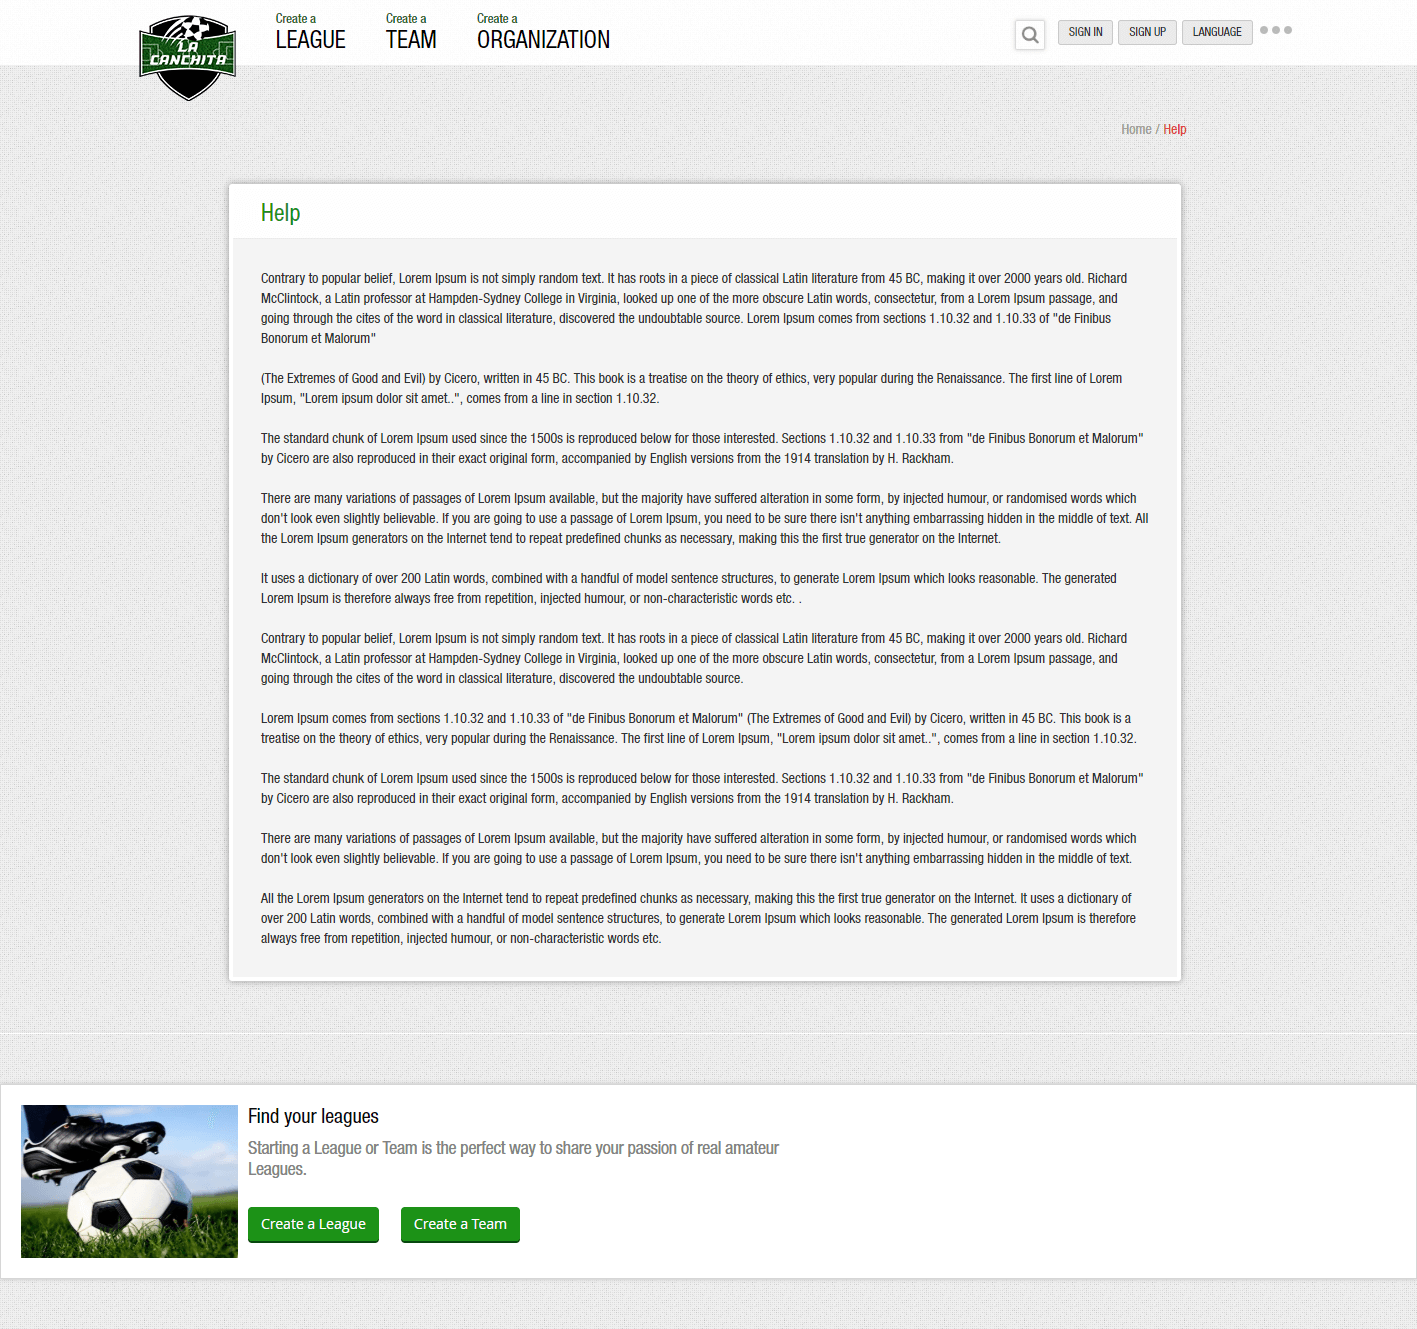 LA
CANCHITA
Create a
LEAGUE
Create a
TEAM
Create a
ORGANIZATION
SIGN IN
SIGN UP
LANGUAGE
Home / Help
Help
Contrary to popular belief, Lorem Ipsum is not simply random text. It has roots in a piece of classical Latin literature from 45 BC, making it over 2000 years old. Richard
McClintock, a Latin professor at Hampden-Sydney College in Virginia, looked up one of the more obscure Latin words, consectetur, from a Lorem Ipsum passage, and
going through the cites of the word in classical literature, discovered the undoubtable source. Lorem Ipsum comes from sections 1.10.32 and 1.10.33 of "de Finibus
Bonorum et Malorum"
(The Extremes of Good and Evil) by Cicero, written in 45 BC. This book is a treatise on the theory of ethics, very popular during the Renaissance. The first line of Lorem
Ipsum, "Lorem ipsum dolor sit amet..", comes from a line in section 1.10.32.
The standard chunk of Lorem Ipsum used since the 1500s is reproduced below for those interested. Sections 1.10.32 and 1.10.33 from "de Finibus Bonorum et Malorum"
by Cicero are also reproduced in their exact original form, accompanied by English versions from the 1914 translation by H. Rackham.
There are many variations of passages of Lorem Ipsum available, but the majority have suffered alteration in some form, by injected humour, or randomised words which
don't look even slightly believable. If you are going to use a passage of Lorem Ipsum, you need to be sure there isn't anything embarrassing hidden in the middle of text. All
the Lorem Ipsum generators on the Internet tend to repeat predefined chunks as necessary, making this the first true generator on the Internet.
It uses a dictionary of over 200 Latin words, combined with a handful of model sentence structures, to generate Lorem Ipsum which looks reasonable. The generated
Lorem Ipsum is therefore always free from repetition, injected humour, or non-characteristic words etc. .
Contrary to popular belief, Lorem Ipsum is not simply random text. It has roots in a piece of classical Latin literature from 45 BC, making it over 2000 years old. Richard
McClintock, a Latin professor at Hampden-Sydney College in Virginia, looked up one of the more obscure Latin words, consectetur, from a Lorem Ipsum passage, and
going through the cites of the word in classical literature, discovered the undoubtable source.
Lorem Ipsum comes from sections 1.10.32 and 1.10.33 of "de Finibus Bonorum et Malorum" (The Extremes of Good and Evil) by Cicero, written in 45 BC. This book is a
treatise on the theory of ethics, very popular during the Renaissance. The first line of Lorem Ipsum, "Lorem ipsum dolor sit amet..", comes from a line in section 1.10.32.
The standard chunk of Lorem Ipsum used since the 1500s is reproduced below for those interested. Sections 1.10.32 and 1.10.33 from "de Finibus Bonorum et Malorum"
by Cicero are also reproduced in their exact original form, accompanied by English versions from the 1914 translation by H. Rackham.
There are many variations of passages of Lorem Ipsum available, but the majority have suffered alteration in some form, by injected humour, or randomised words which
don't look even slightly believable. If you are going to use a passage of Lorem Ipsum, you need to be sure there isn't anything embarrassing hidden in the middle of text.
All the Lorem Ipsum generators on the Internet tend to repeat predefined chunks as necessary, making this the first true generator on the Internet. It uses a dictionary of
over 200 Latin words, combined with a handful of model sentence structures, to generate Lorem Ipsum which looks reasonable. The generated Lorem Ipsum is therefore
always free from repetition, injected humour, or non-characteristic words etc.
Find your leagues
Starting a League or Team is the perfect way to share your passion of real amateur
Leagues.
Create a League
Create a Team